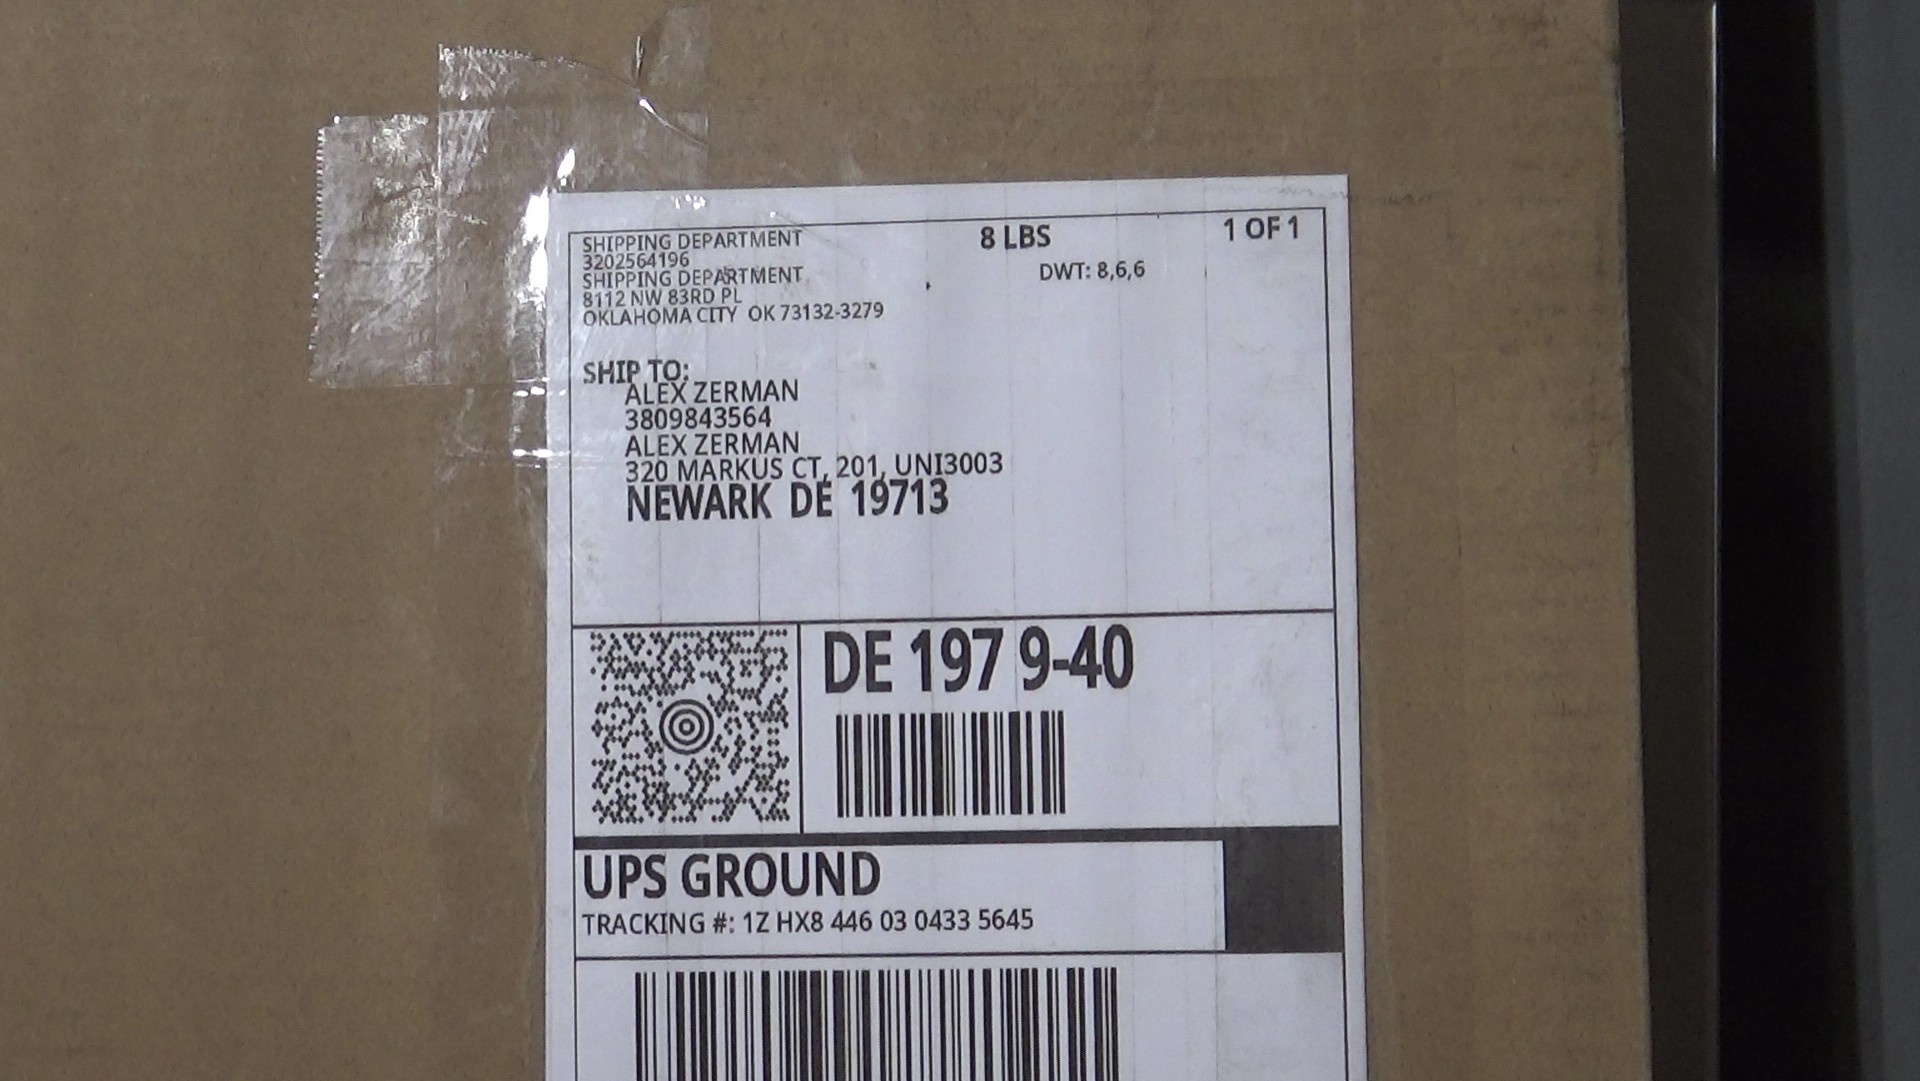 SHIPPING DEPARTMENT
3202564196
SHIPPING DEPARTMENT
8112 NW 83RD PL
OKLAHOMA CITY OK 73132-3279
8 LBS
1 OF 1
DWT: 8,6,6
SHIP TO:
ALEX ZERMAN
3809843564
ALEX ZERMAN
320 MARKUS CT, 201, UNI3003
NEWARK DE 19713
DE 197 9-40
UPS GROUND
TRACKING #: 1Z HX8 446 03 0433 5645